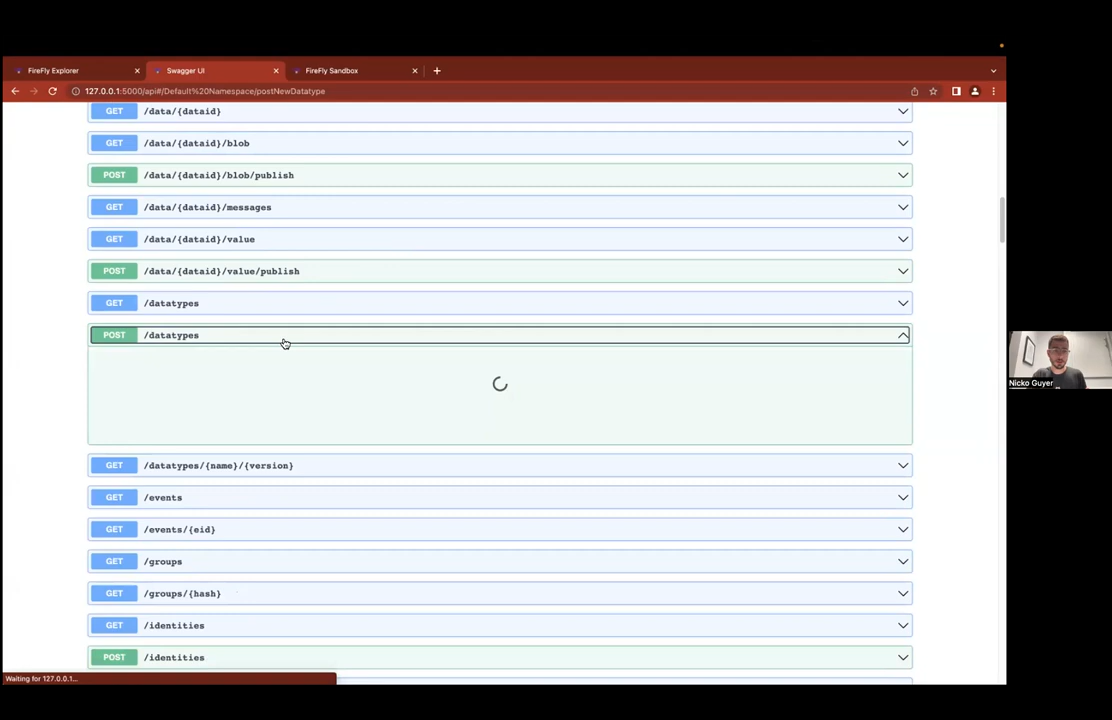 FireFly Explorer
Swagger UI
FireFly Sandbox
127.0.0.1:5000/api#/Default%20Namespace/postNewDatatype
GET /data/{dataid}
GET /data/{dataid}/blob
POST /data/{dataid}/blob/publish
GET /data/{dataid}/messages
GET /data/{dataid}/value
POST /data/{dataid}/value/publish
GET /datatypes
POST /datatypes
GET /datatypes/{name}/{version}
GET /events
GET /events/{eid}
GET /groups
GET /groups/{hash}
GET /identities
POST /identities
Waiting for 127.0.0.1...
Nicko Guyer